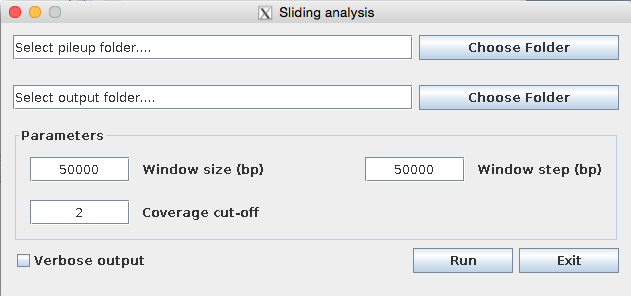 Sliding analysis
Select pileup folder.... Choose Folder
Select output folder.... Choose Folder
Parameters
50000 Window size (bp) 50000 Window step (bp)
2 Coverage cut-off
Verbose output Run Exit